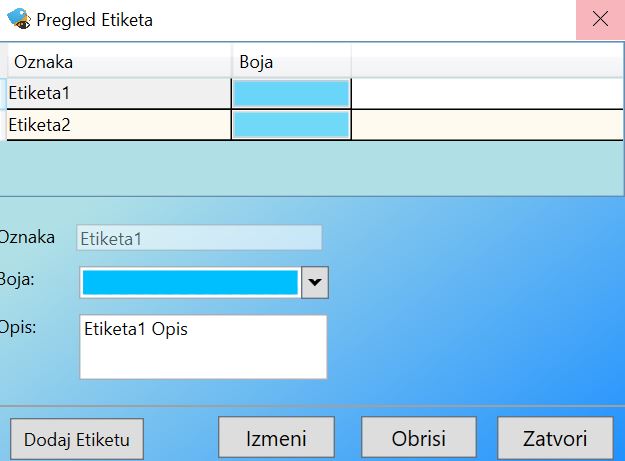 Pregled Etiketa
Oznaka Boja
Etiketa1
Etiketa2
Oznaka Etiketa1
Boja:
Opis: Etiketa1 Opis
Dodaj Etiketu Izmeni Obrisi Zatvori